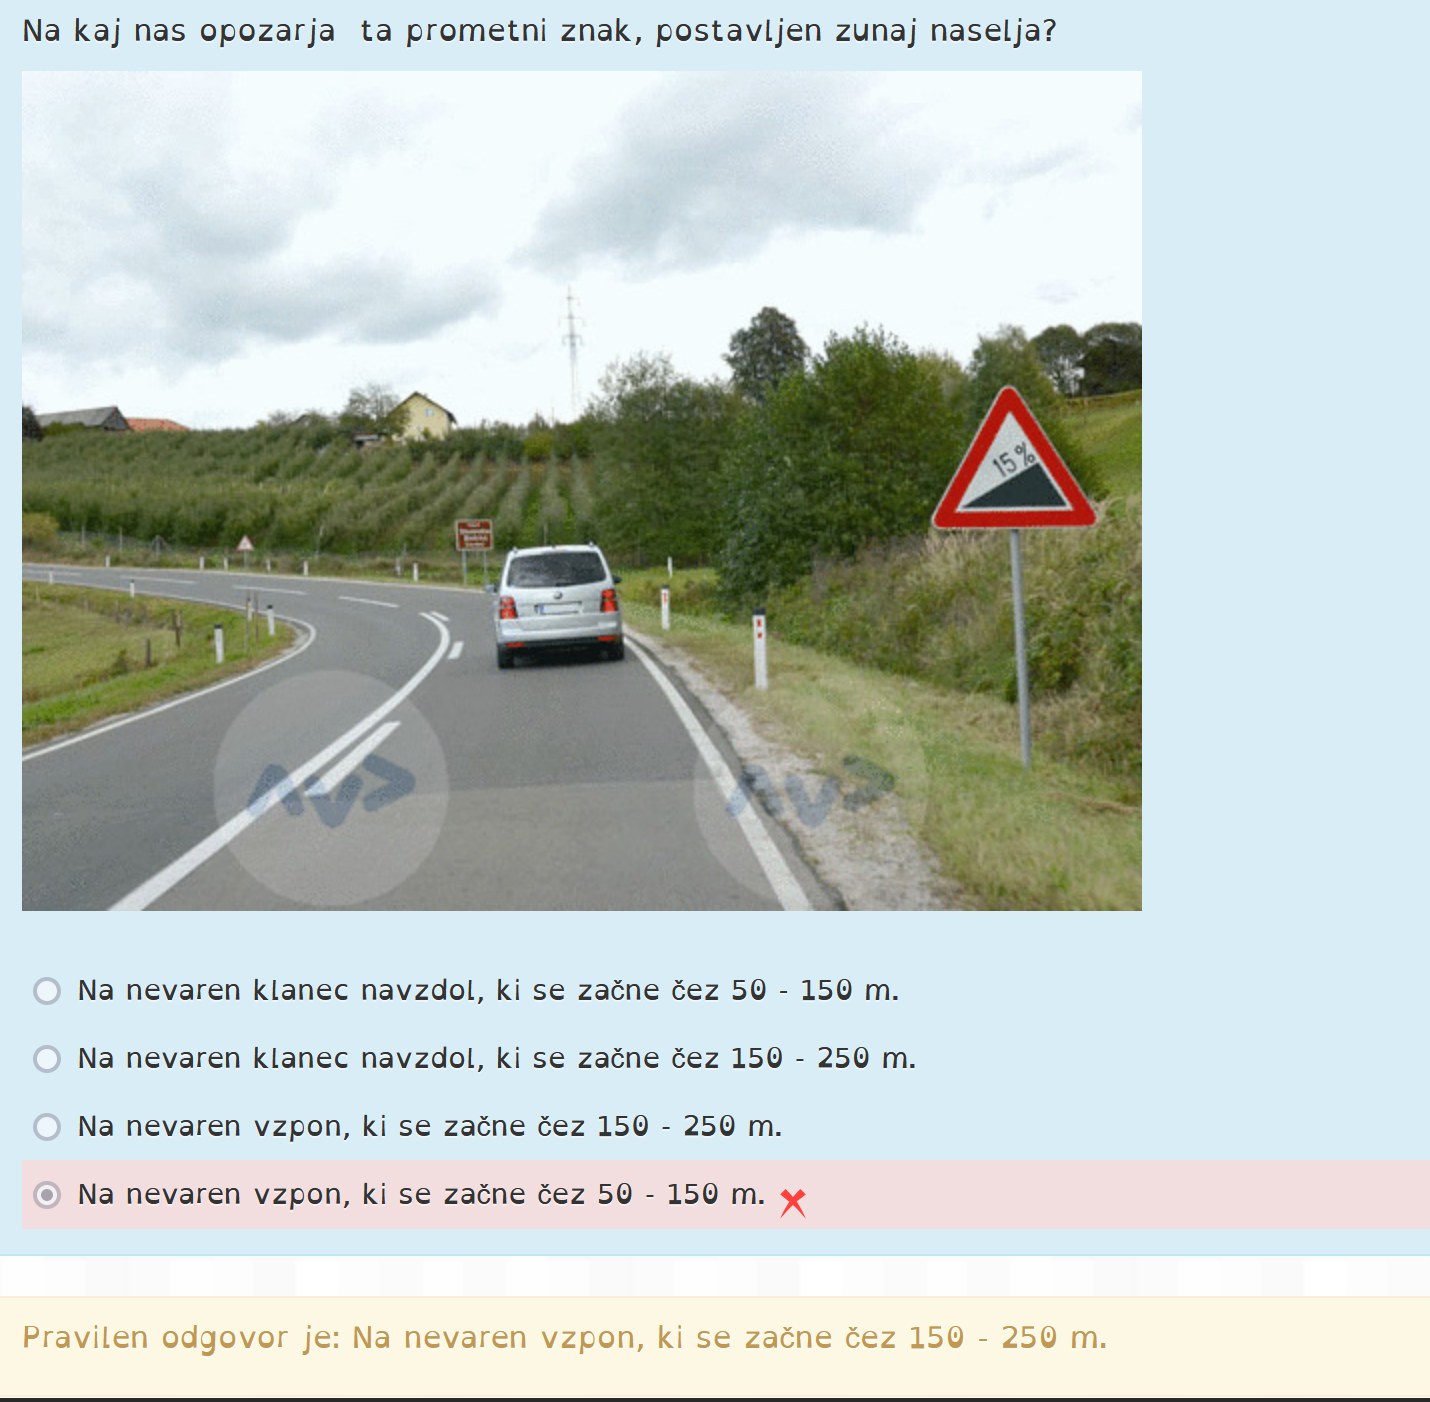 Na kaj nas opozarja ta prometni znak, postavljen zunaj naselja?
15%
Na nevaren klanec navzdol, ki se začne čez 50 - 150 m.
Na nevaren klanec navzdol, ki se začne čez 150 - 250 m.
Na nevaren vzpon, ki se začne čez 150 - 250 m.
Na nevaren vzpon, ki se začne čez 50 - 150 m.
Pravilen odgovor je: Na nevaren vzpon, ki se začne čez 150 - 250 m.